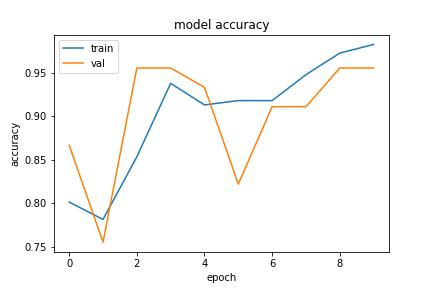 model accuracy
train
val
0.95
0.90
0.85
0.80
0.75
accuracy
0 2 4 6 8
epoch